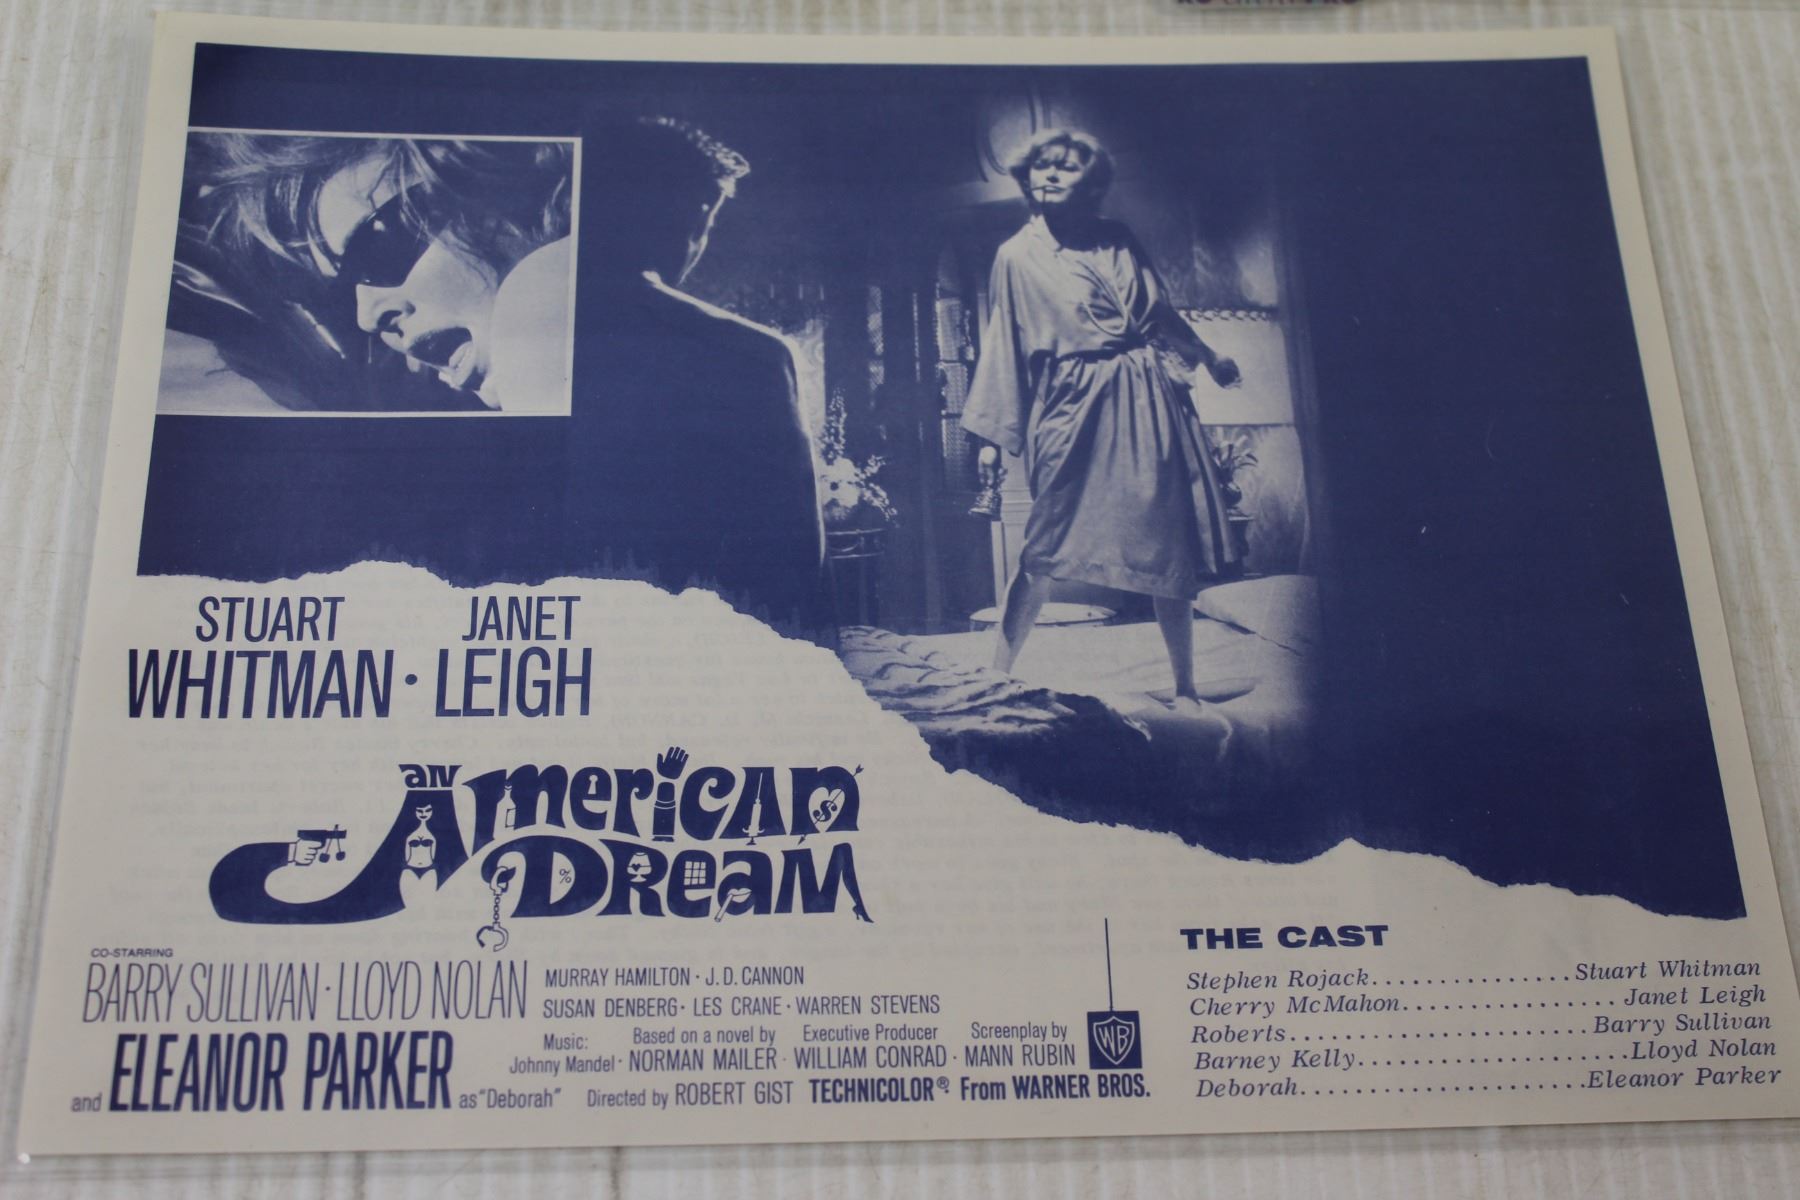 STUART JANET
WHITMAN · LEIGH
AN AMERICAN
DREAM
CO-STARRING
BARRY SULLIVAN · LLOYD NOLAN
MURRAY HAMILTON · J.D. CANNON
SUSAN DENBERG · LES CRANE · WARREN STEVENS
and ELEANOR PARKER as "Deborah"
Music: Based on a novel by Executive Producer Screenplay by
Johnny Mandel · NORMAN MAILER · WILLIAM CONRAD · MANN RUBIN
Directed by ROBERT GIST TECHNICOLOR® From WARNER BROS.
WB
THE CAST
Stephen Rojack...............Stuart Whitman
Cherry McMahon................Janet Leigh
Roberts......................Barry Sullivan
Barney Kelly....................Lloyd Nolan
Deborah.....................Eleanor Parker